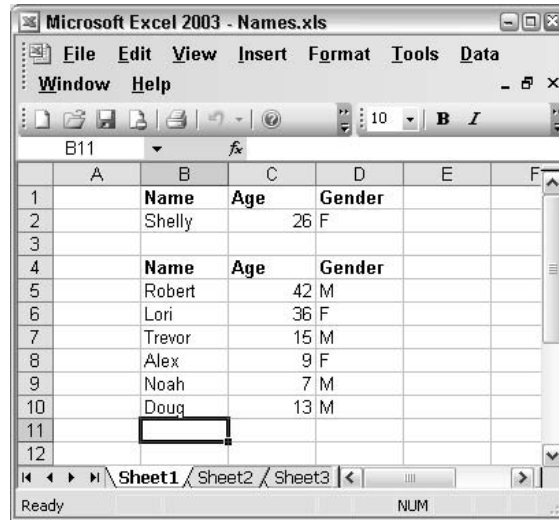 Microsoft Excel 2003 - Names.xls
File Edit View Insert Format Tools Data
Window Help
10 B I
B11 fx
A B C D E F
1 Name Age Gender
2 Shelly 26 F
3
4 Name Age Gender
5 Robert 42 M
6 Lori 36 F
7 Trevor 15 M
8 Alex 9 F
9 Noah 7 M
10 Doug 13 M
11
12
Sheet1 Sheet2 Sheet3
Ready NUM